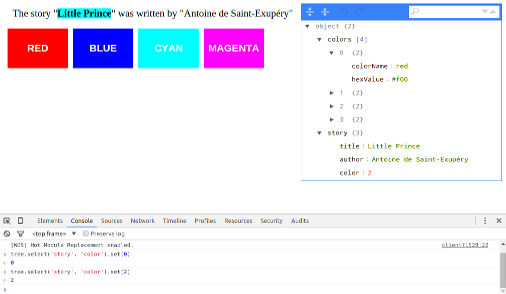 The story "Little Prince" was written by "Antoine de Saint-Exupéry"
RED
BLUE
CYAN
MAGENTA
object {2}
colors [4]
0 {2}
colorName : red
hexValue : #f00
1 {2}
2 {2}
3 {2}
story {3}
title : Little Prince
author : Antoine de Saint-Exupéry
color : 2
Elements Console Sources Network Timeline Profiles Resources Security Audits
<top frame> Preserve log
[WDS] Hot Module Replacement enabled. client?1529:22
tree.select('story', 'color').set(0)
0
tree.select('story', 'color').set(2)
2